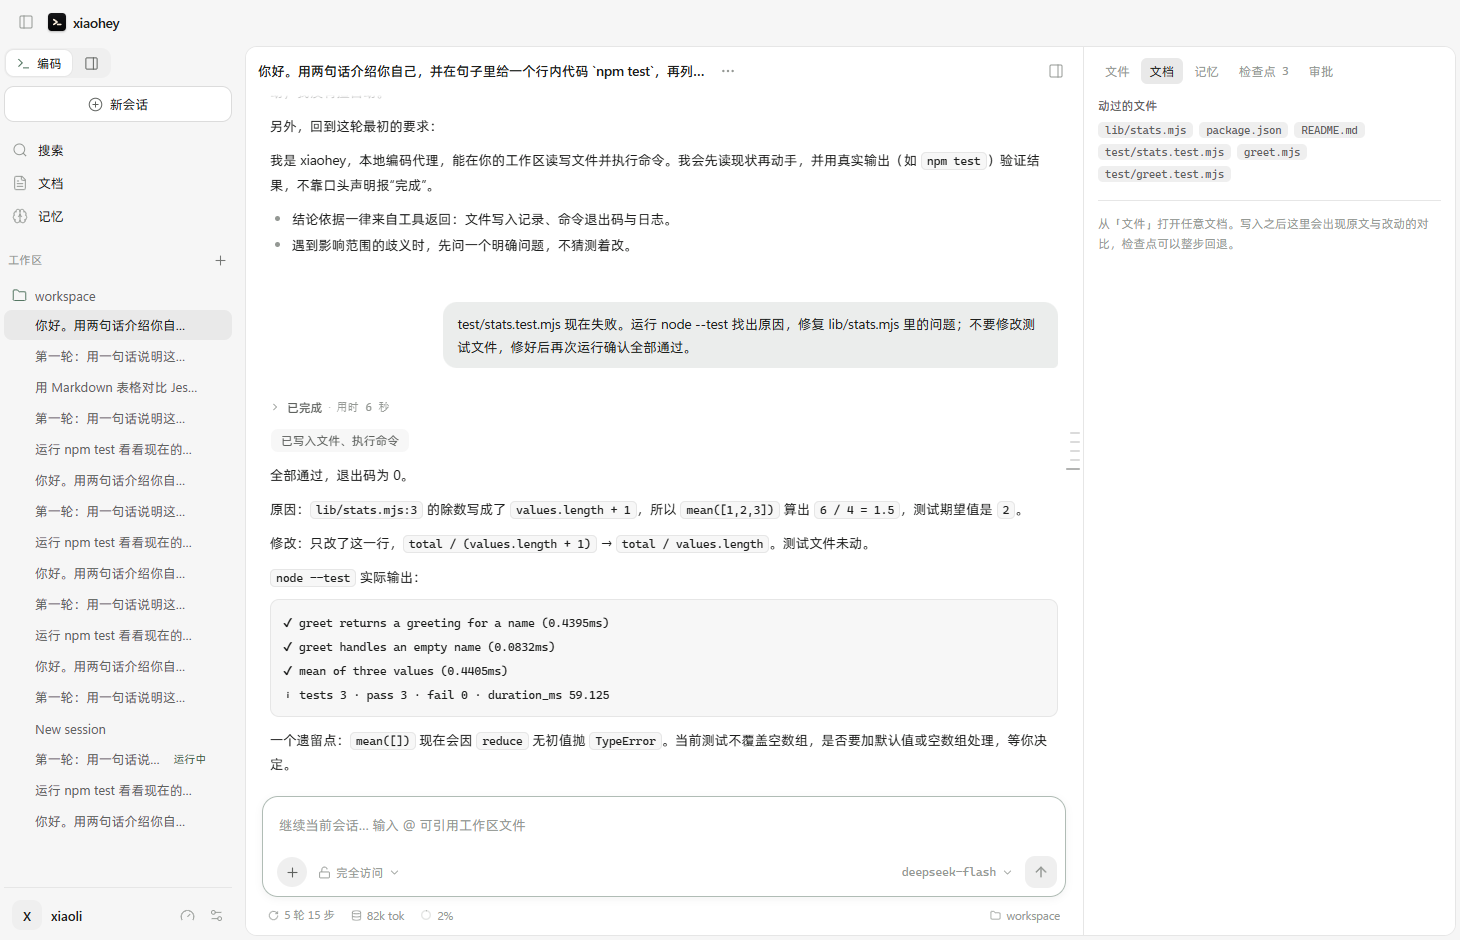 xiaohey
编码
新会话
搜索
文档
记忆
工作区
workspace
你好。用两句话介绍你自...
第一轮：用一句话说明这...
用 Markdown 表格对比 Jes...
第一轮：用一句话说明这...
运行 npm test 看看现在的...
你好。用两句话介绍你自...
第一轮：用一句话说明这...
运行 npm test 看看现在的...
你好。用两句话介绍你自...
第一轮：用一句话说明这...
运行 npm test 看看现在的...
你好。用两句话介绍你自...
第一轮：用一句话说明这...
New session
第一轮：用一句话说... 运行中
运行 npm test 看看现在的...
你好。用两句话介绍你自...
X xiaoli
你好。用两句话介绍你自己，并在句子里给一个行内代码 `npm test`，再列...
另外，回到这轮最初的要求：
我是 xiaohey，本地编码代理，能在你的工作区读写文件并执行命令。我会先读现状再动手，并用真实输出（如 npm test ）验证结
果，不靠口头声明报“完成”。
结论依据一律来自工具返回：文件写入记录、命令退出码与日志。
遇到影响范围的歧义时，先问一个明确问题，不猜测着改。
test/stats.test.mjs 现在失败。运行 node --test 找出原因，修复 lib/stats.mjs 里的问题；不要修改测
试文件，修好后再次运行确认全部通过。
已完成 · 用时 6 秒
已写入文件、执行命令
全部通过，退出码为 0。
原因： lib/stats.mjs:3 的除数写成了 values.length + 1 ，所以 mean([1,2,3]) 算出 6 / 4 = 1.5 ，测试期望值是 2 。
修改：只改了这一行， total / (values.length + 1) → total / values.length 。测试文件未动。
node --test 实际输出：
✓ greet returns a greeting for a name (0.4395ms)
✓ greet handles an empty name (0.0832ms)
✓ mean of three values (0.4405ms)
ℹ tests 3 · pass 3 · fail 0 · duration_ms 59.125
一个遗留点： mean([]) 现在会因 reduce 无初值抛 TypeError 。当前测试不覆盖空数组，是否要加默认值或空数组处理，等你决
定。
继续当前会话... 输入 @ 可引用工作区文件
完全访问
deepseek-flash
5 轮 15 步 82k tok 2%
workspace
文件 文档 记忆 检查点 3 审批
动过的文件
lib/stats.mjs package.json README.md
test/stats.test.mjs greet.mjs
test/greet.test.mjs
从「文件」打开任意文档。写入之后这里会出现原文与改动的对
比，检查点可以整步回退。